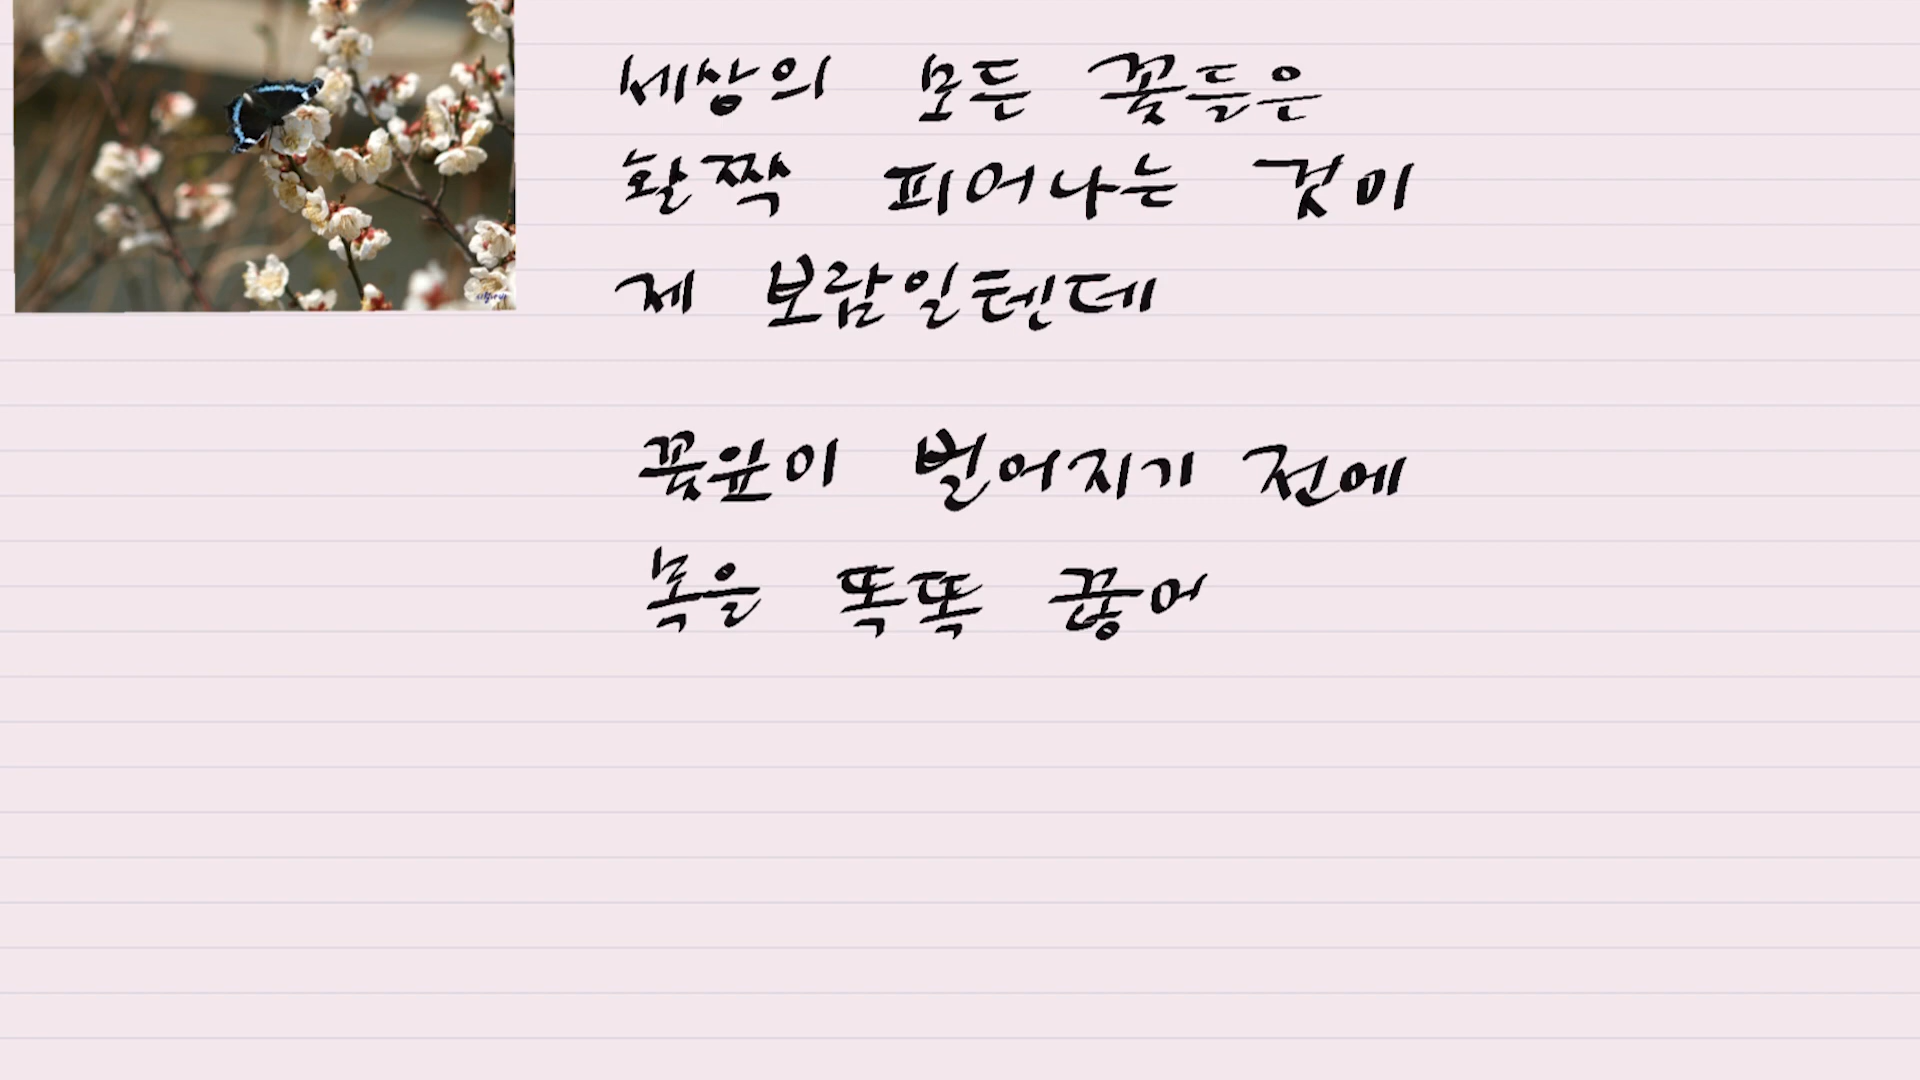 세상의 모든 꽃들은
활짝 피어나는 것이
제 보람일텐데
꽃잎이 벌어지기 전에
목을 똑똑 끊어